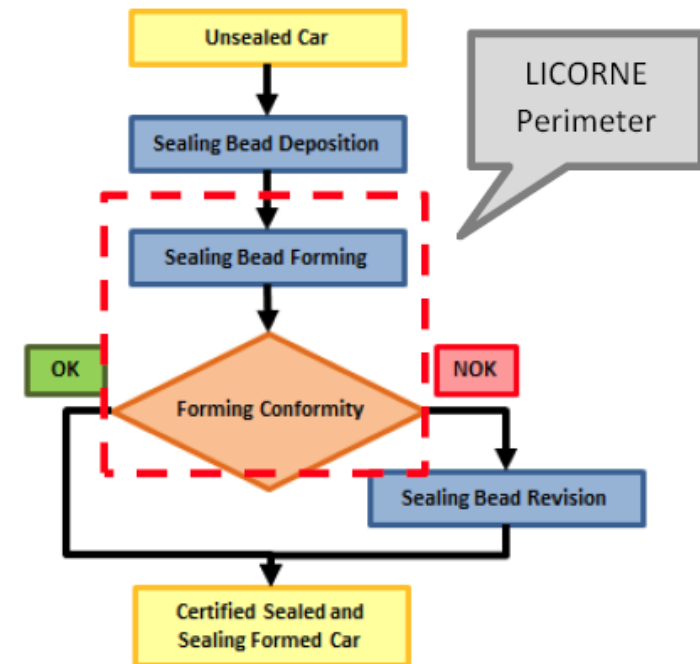 Unsealed Car
LICORNE
Perimeter
Sealing Bead Deposition
Sealing Bead Forming
OK
NOK
Forming Conformity
Sealing Bead Revision
Certified Sealed and
Sealing Formed Car